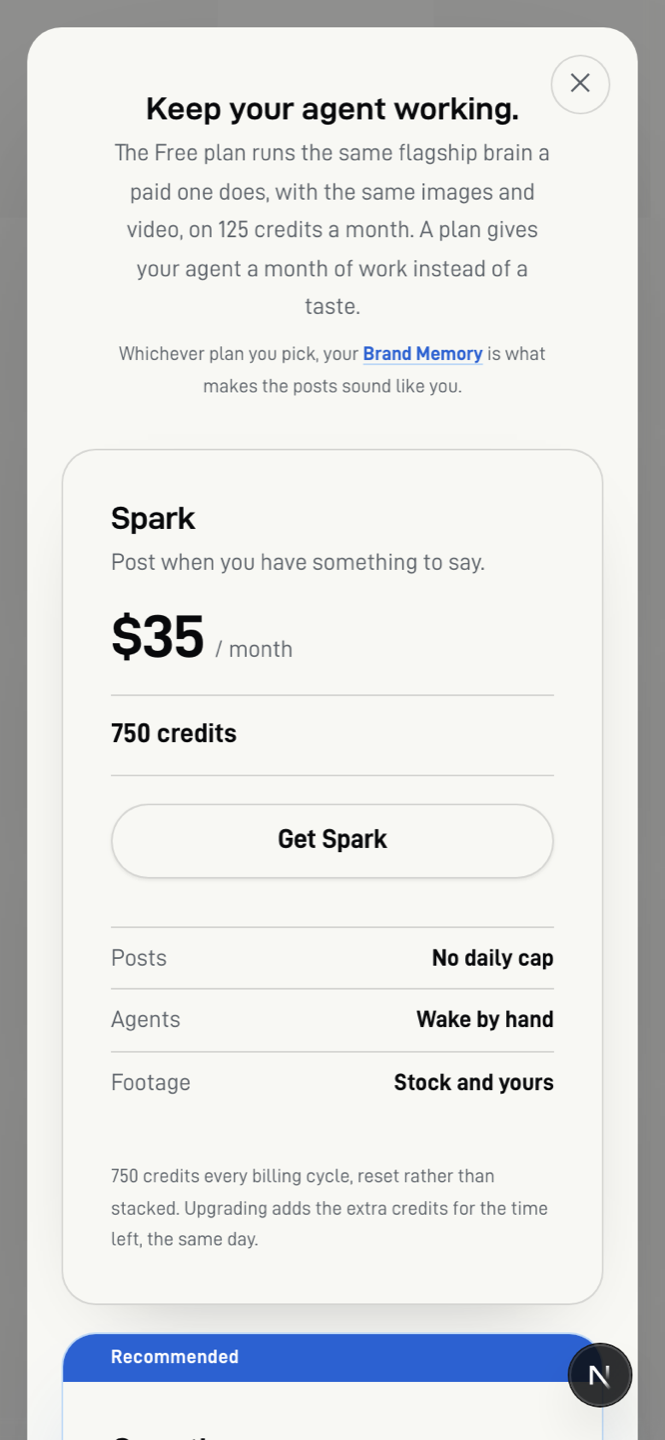 Keep your agent working.
The Free plan runs the same flagship brain a
paid one does, with the same images and
video, on 125 credits a month. A plan gives
your agent a month of work instead of a
taste.
Whichever plan you pick, your Brand Memory is what
makes the posts sound like you.
Spark
Post when you have something to say.
$35 / month
750 credits
Get Spark
Posts No daily cap
Agents Wake by hand
Footage Stock and yours
750 credits every billing cycle, reset rather than
stacked. Upgrading adds the extra credits for the time
left, the same day.
Recommended
N